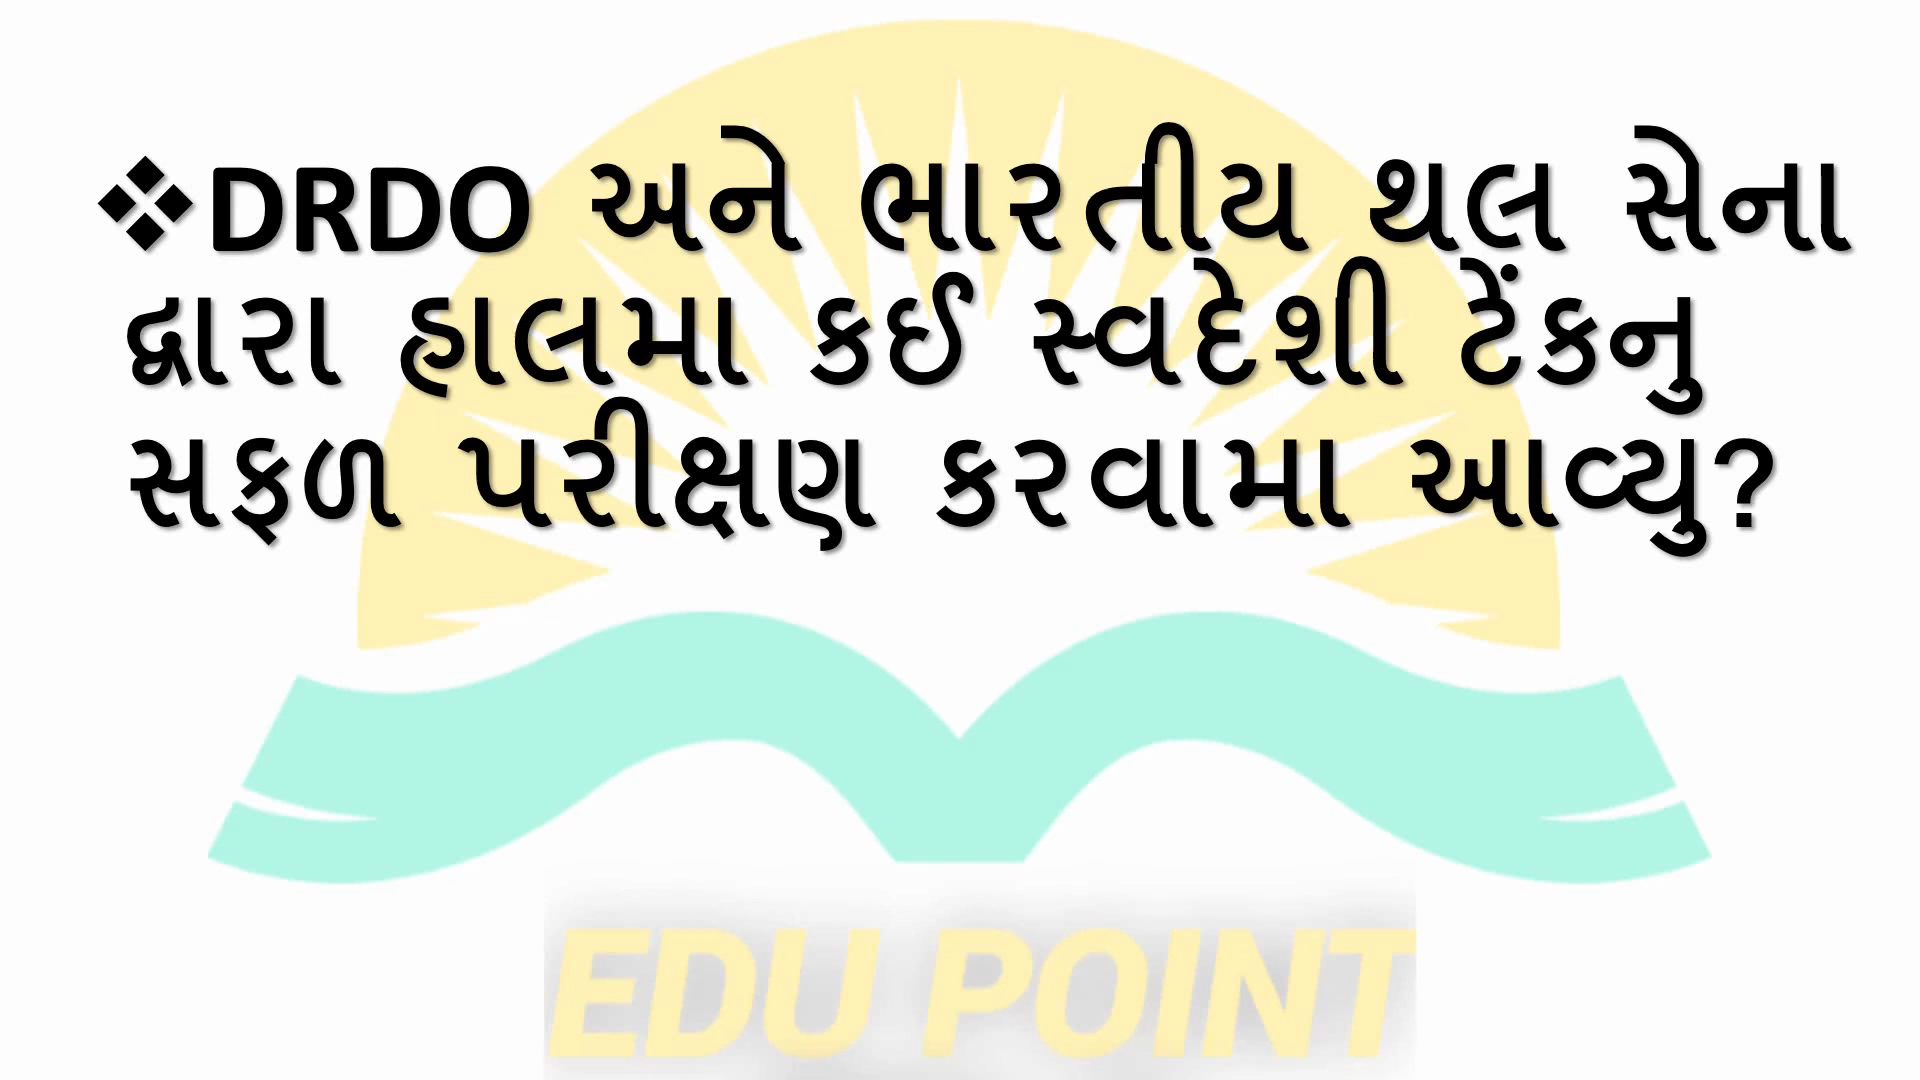 ❖DRDO અને ભારતીય થલ સેના
દ્વારા હાલમા કઈ સ્વદેશી ટેંકનુ
સફળ પરીક્ષણ કરવામા આવ્યુ?
EDU POINT